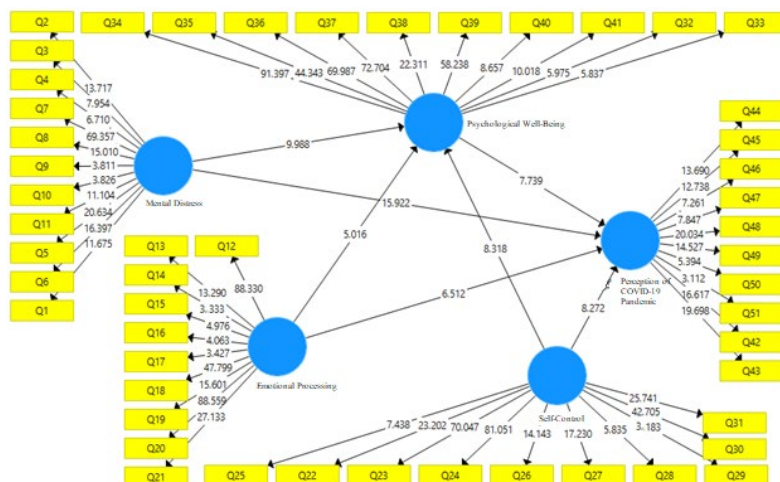 Q2
Q34
Q35
Q36
Q37
Q38
Q39
Q40
Q41
Q32
Q33
Q3
Q4
Q7
Q8
Q9
Q10
Q11
Q5
Q6
Q1
13.717
7.954
6.710
69.357
15.010
3.811
3.826
11.104
20.634
16.397
11.675
Mental Distress
91.397
44.343
69.987
72.704
22.311
58.238
8.657
10.018
5.975
5.837
Psychological Well-Being
9.988
15.922
7.739
5.016
8.318
6.512
8.272
Q44
Q45
Q46
Q47
Q48
Q49
Q50
Q51
Q42
Q43
13.690
12.738
7.261
7.847
20.034
14.527
5.394
3.112
16.617
19.698
Perception of
COVID-19
Pandemic
Q13
Q12
Q14
Q15
Q16
Q17
Q18
Q19
Q20
Q21
88.330
13.290
3.333
4.976
4.063
3.427
47.799
15.601
88.559
27.133
Emotional Processing
Self-Control
7.438
23.202
70.047
81.051
14.143
17.230
5.835
3.183
42.705
25.741
Q31
Q30
Q25
Q22
Q23
Q24
Q26
Q27
Q28
Q29